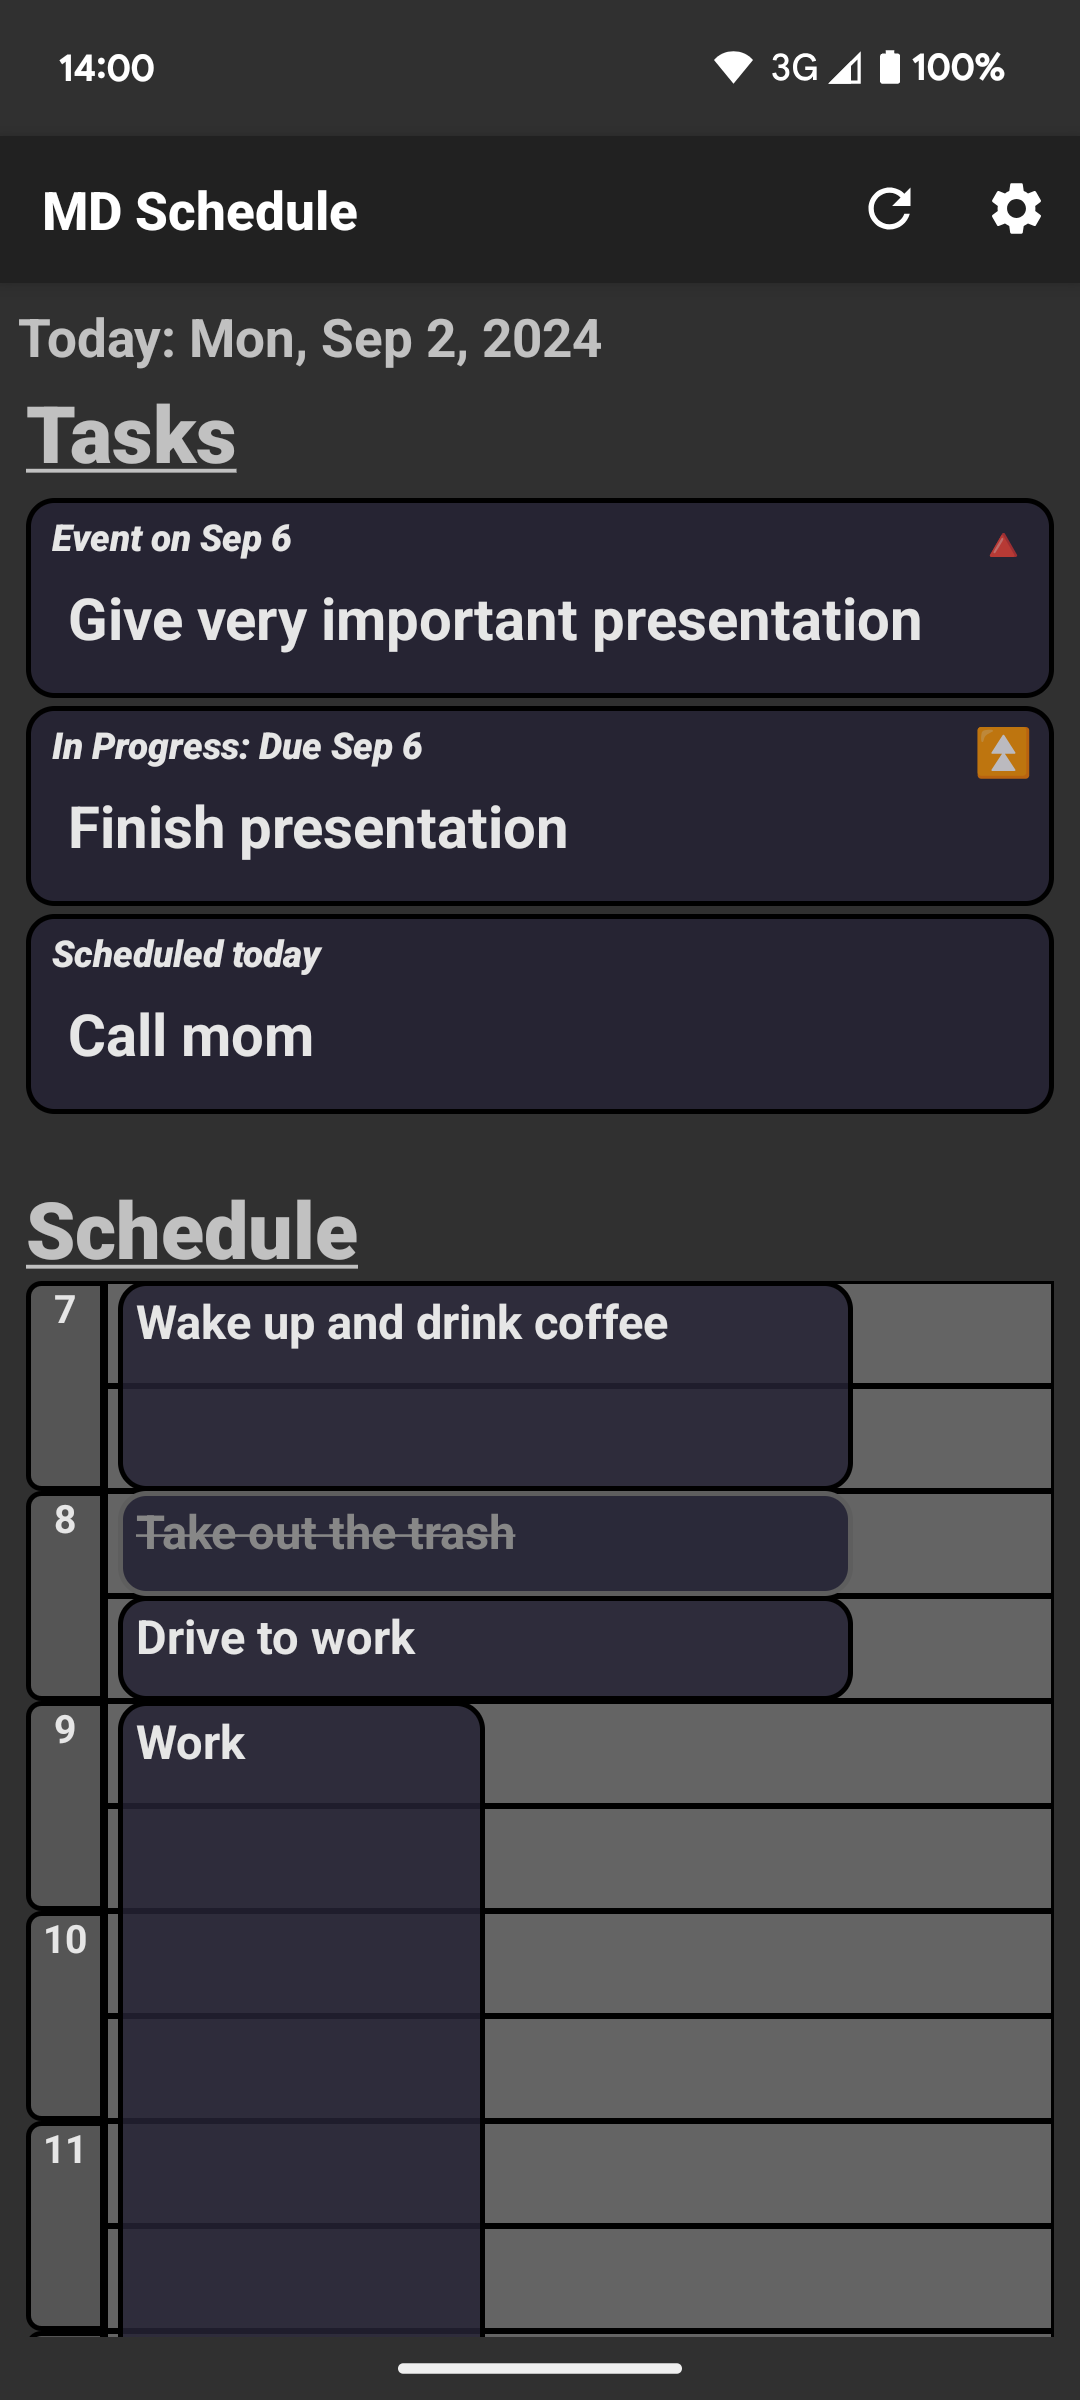 14:00
3G
100%
MD Schedule
Today: Mon, Sep 2, 2024
Tasks
Event on Sep 6
Give very important presentation
In Progress: Due Sep 6
Finish presentation
Scheduled today
Call mom
Schedule
7
Wake up and drink coffee
8
Take out the trash
Drive to work
9
Work
10
11